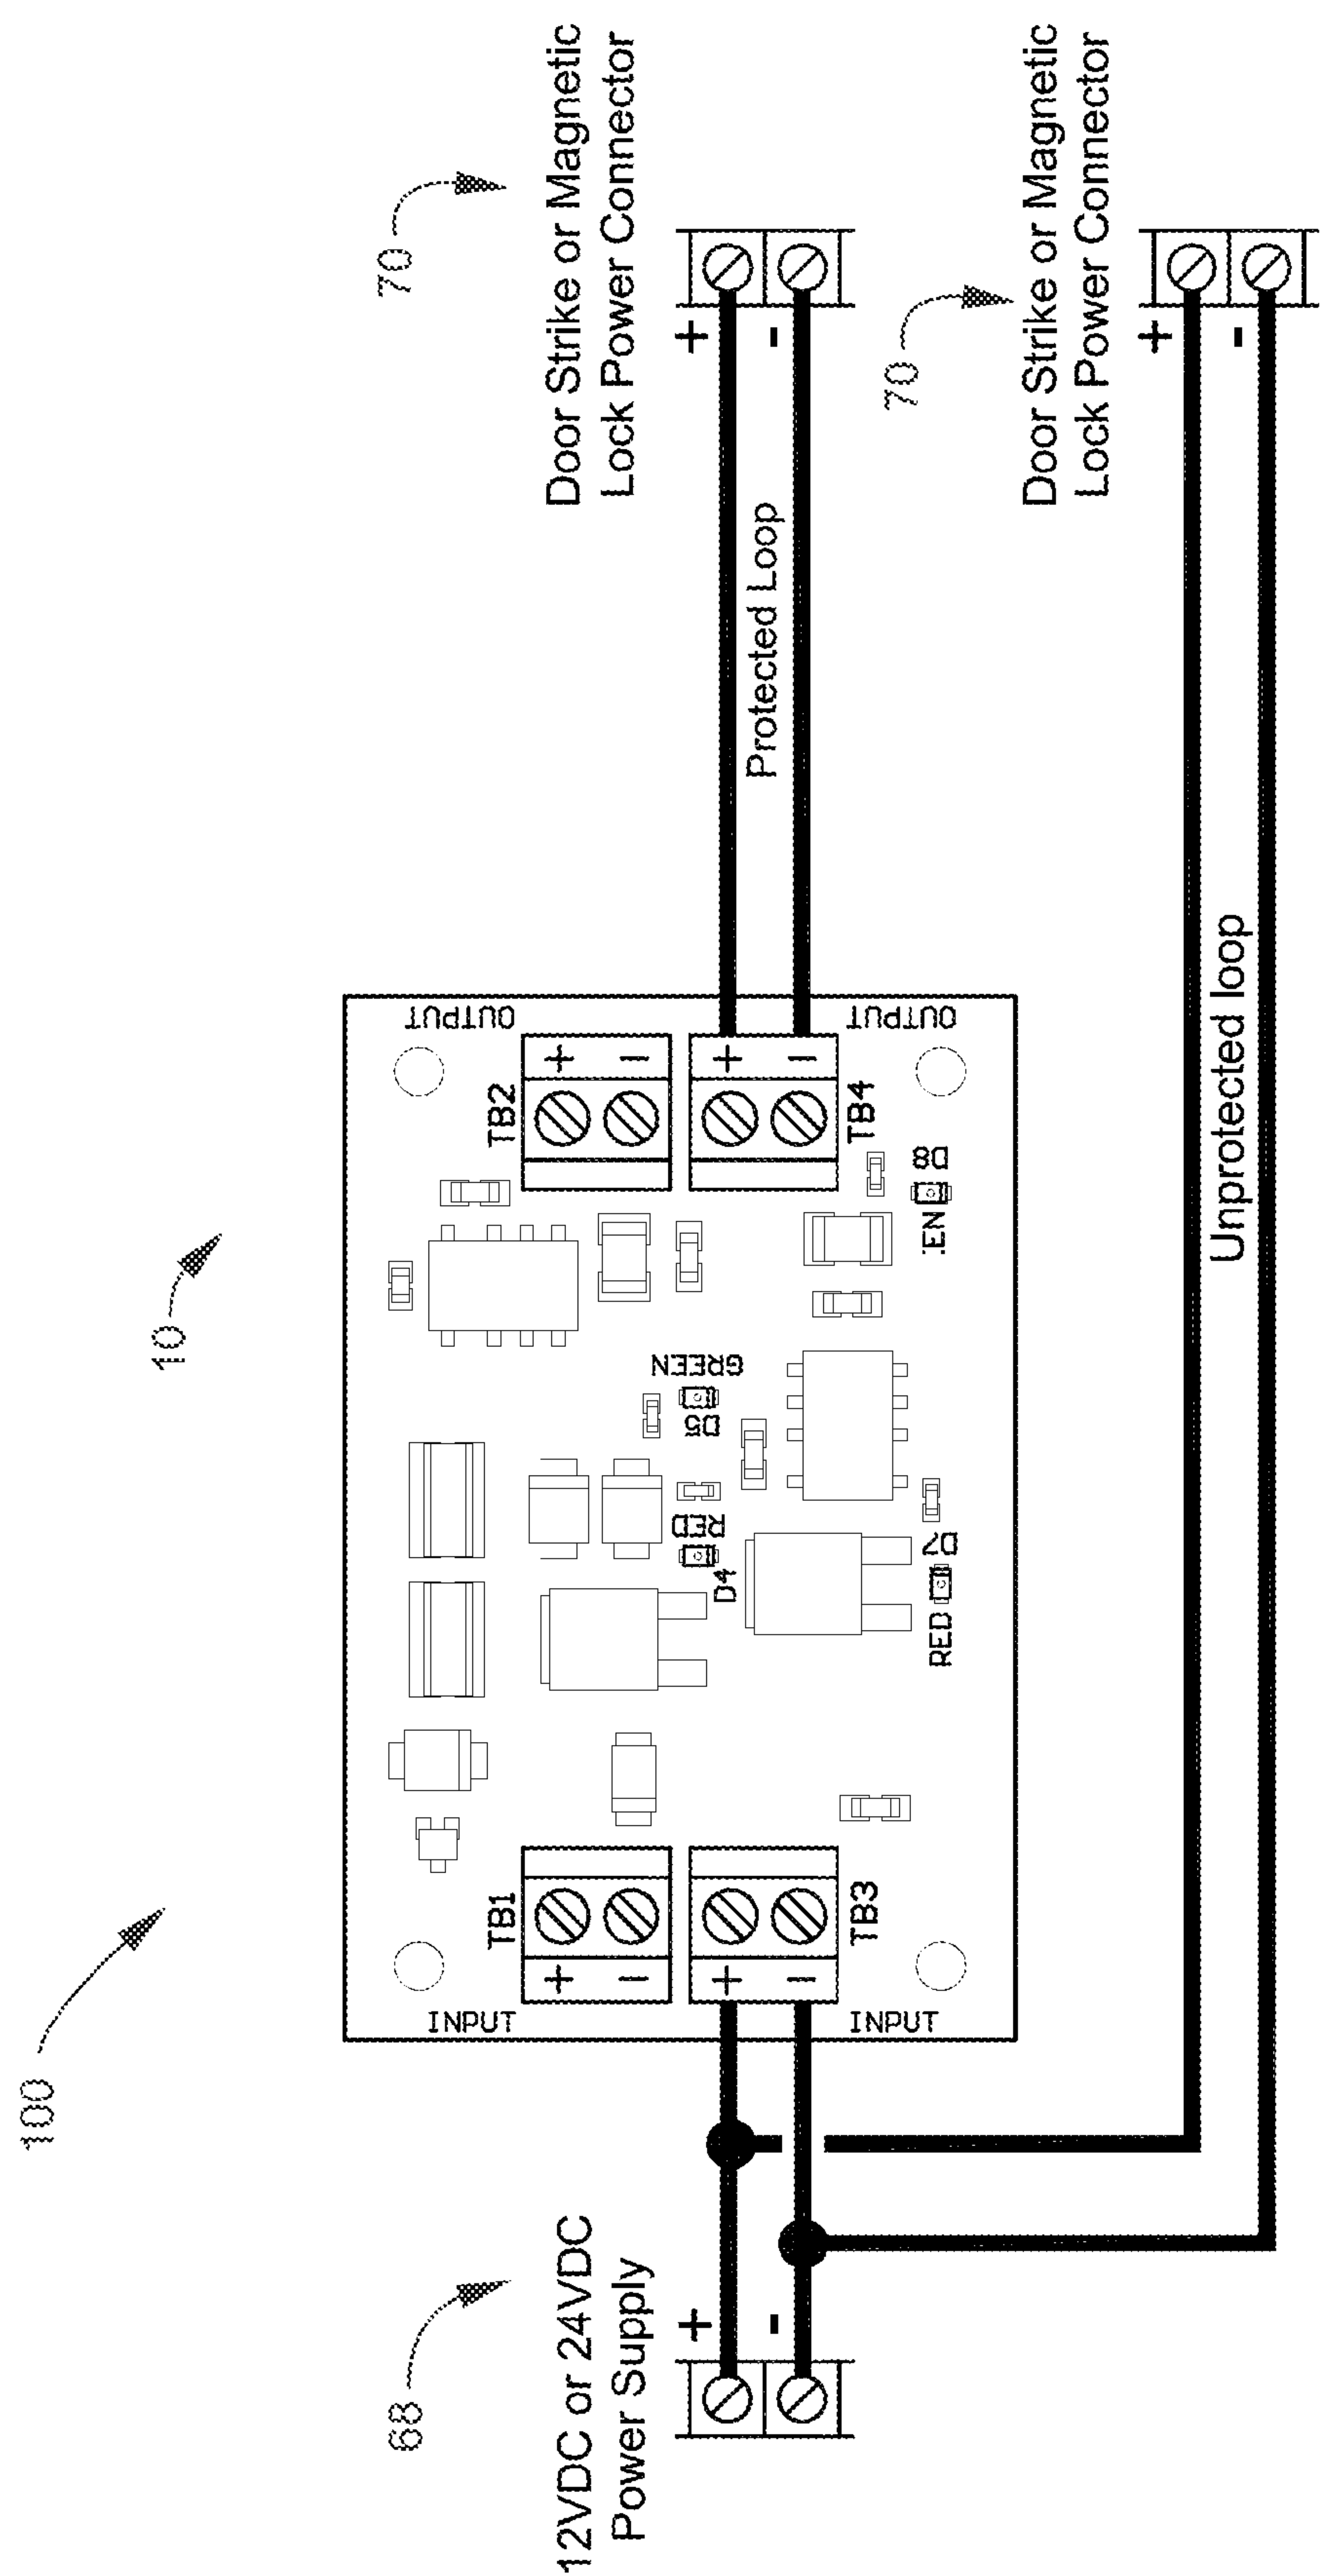 100
10
70
68
12VDC or 24VDC
Power Supply
+
-
INPUT
TB1
+
−
+
−
TB3
INPUT
RED
D4
D5
GREEN
RED
D7
:EN
D8
OUTPUT
TB2
+
−
+
−
TB4
OUTPUT
Protected Loop
Door Strike or Magnetic
Lock Power Connector
+
-
70
Door Strike or Magnetic
Lock Power Connector
+
-
Unprotected loop